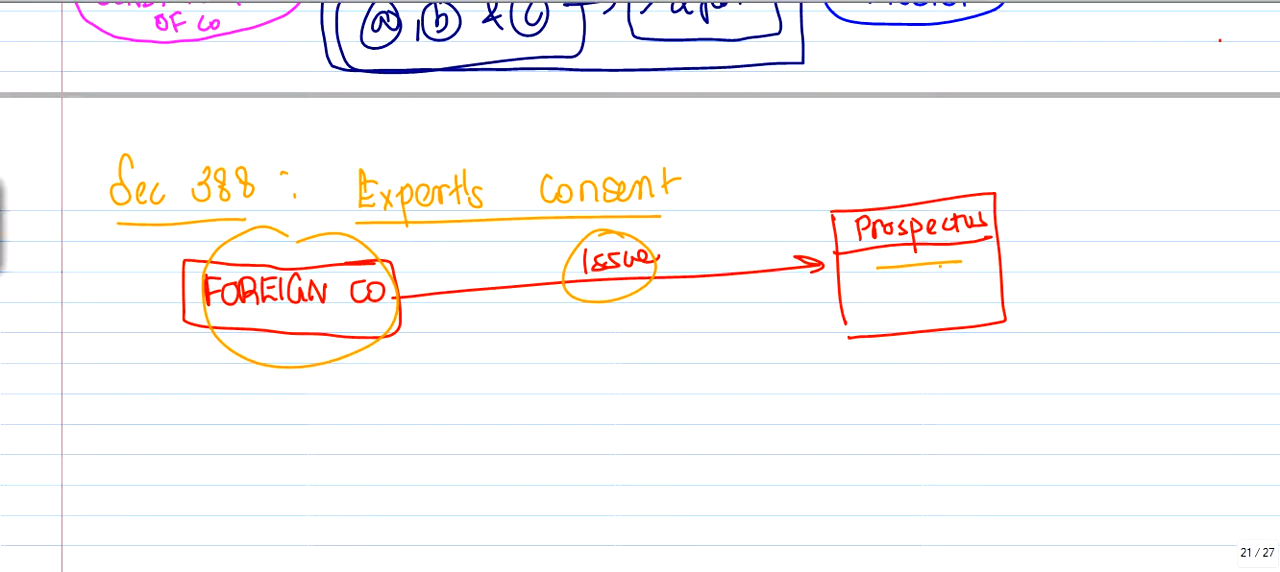 OF CO
a, b & c
Sec 388 : Expert's Consent
Prospectus
Issue
FOREIGN CO
21 / 27